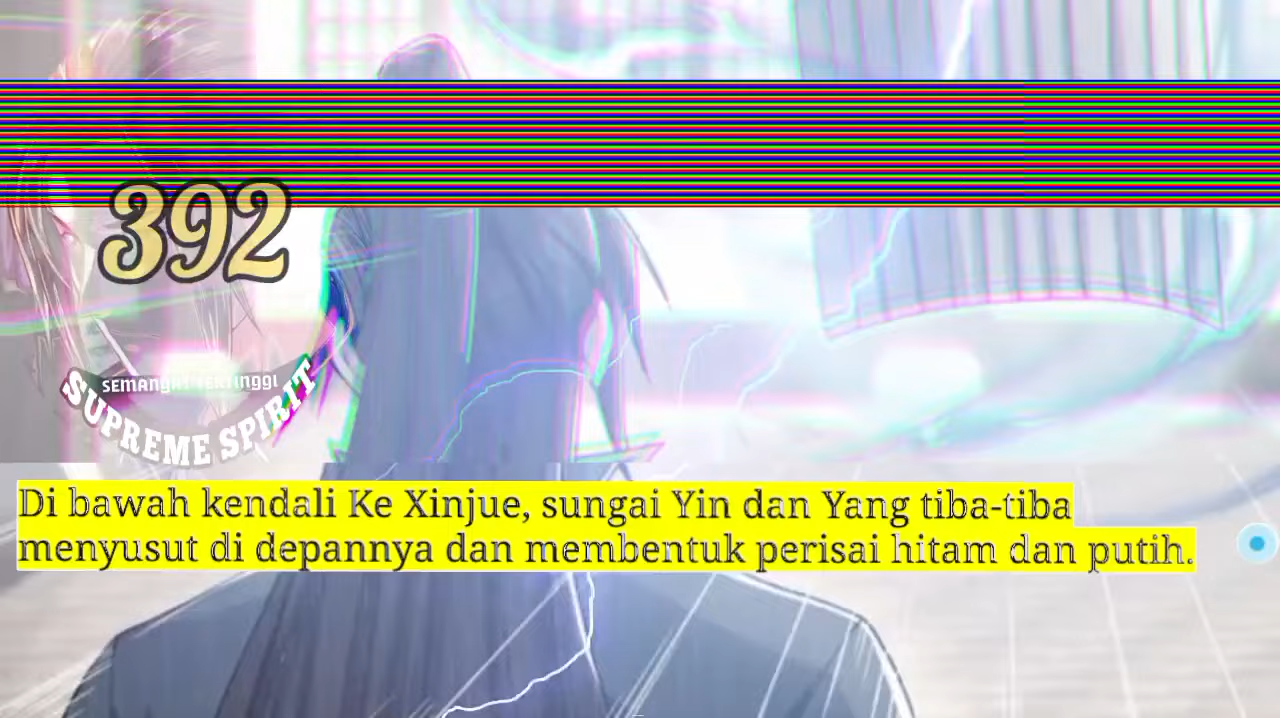 392
SEMANGAT TERTINGGI
SUPREME SPIRIT
Di bawah kendali Ke Xinjue, sungai Yin dan Yang tiba-tiba
menyusut di depannya dan membentuk perisai hitam dan putih.